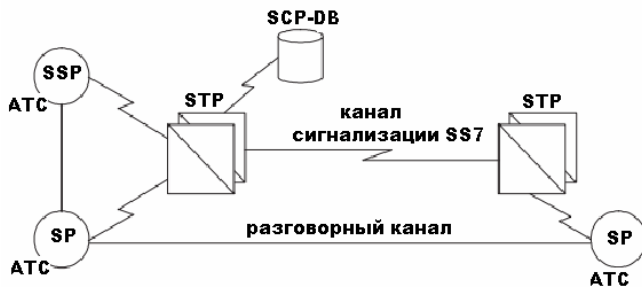 SCP-DB
SSP
АТС
STP
STP
канал
сигнализации SS7
разговорный канал
SP
АТС
SP
АТС